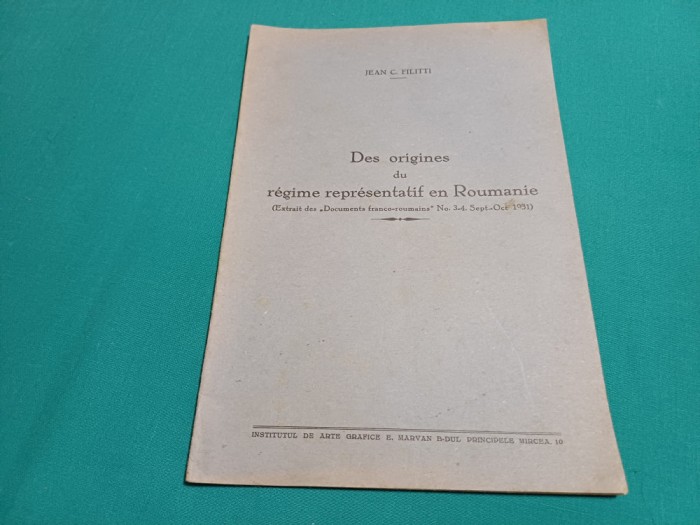 JEAN C. FILITTI
Des origines
du
régime représentatif en Roumanie
(Extrait des „Documents franco-roumains" No. 3-4. Sept.-Oct 1931)
INSTITUTUL DE ARTE GRAFICE E. MARVAN B-DUL PRINCIPELE MIRCEA, 10